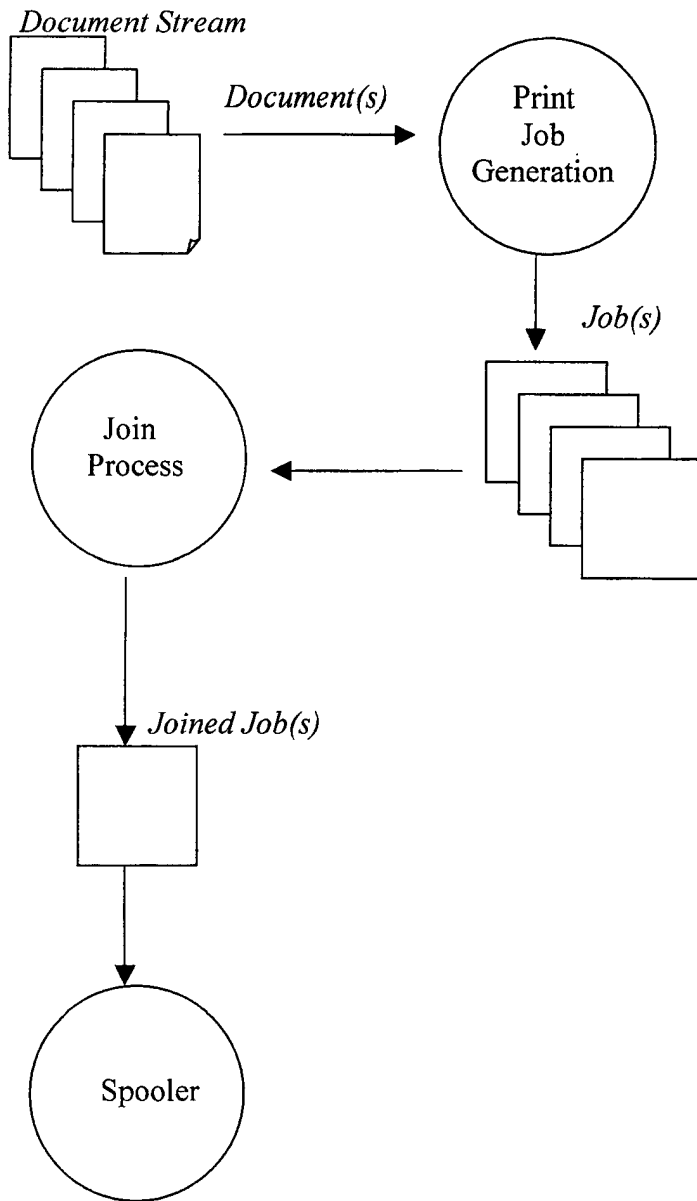 Document Stream
Document(s)
Print
Job
Generation
Job(s)
Join
Process
Joined Job(s)
Spooler